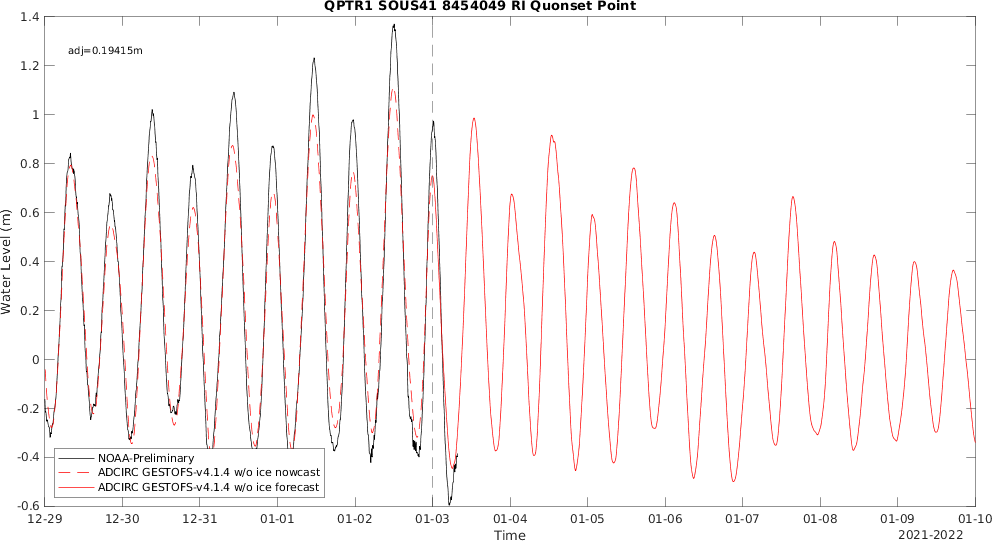 QPTR1 SOUS41 8454049 RI Quonset Point
adj=0.19415m
Water Level (m)
1.4
1.2
1
0.8
0.6
0.4
0.2
0
-0.2
-0.4
-0.6
NOAA-Preliminary
ADCIRC GESTOFS-v4.1.4 w/o ice nowcast
ADCIRC GESTOFS-v4.1.4 w/o ice forecast
12-29 12-30 12-31 01-01 01-02 01-03 01-04 01-05 01-06 01-07 01-08 01-09 01-10
Time
2021-2022